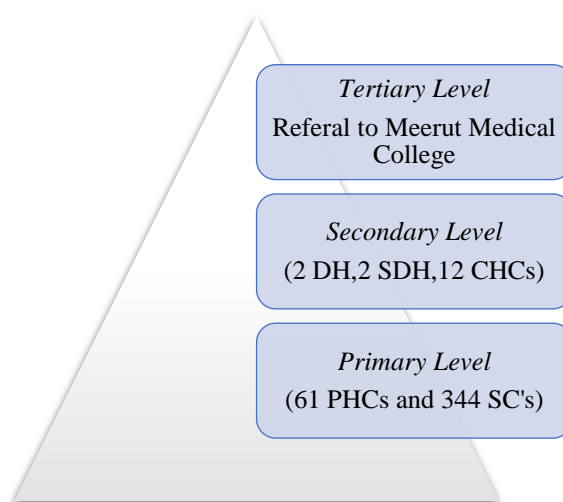 Tertiary Level
Referal to Meerut Medical
College
Secondary Level
(2 DH,2 SDH,12 CHCs)
Primary Level
(61 PHCs and 344 SC's)